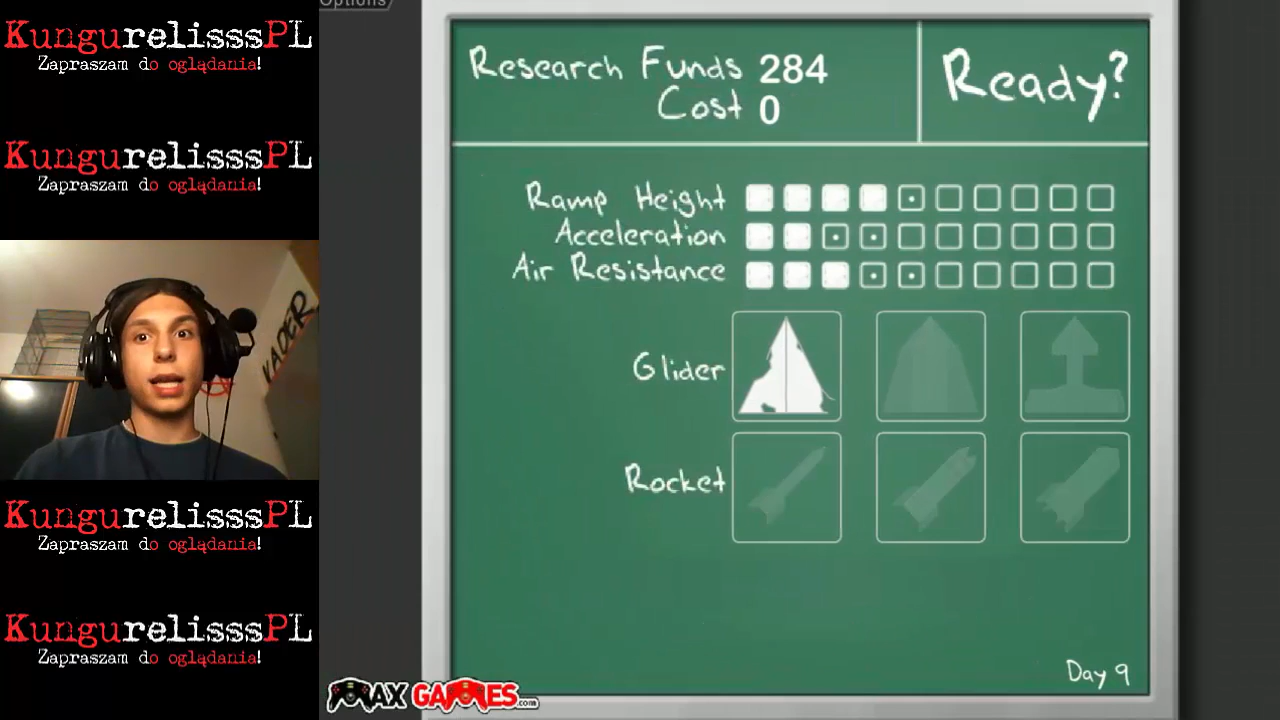 KungurelisssPL
Zapraszam do oglądania!
KungurelisssPL
Zapraszam do oglądania!
KungurelisssPL
Zapraszam do oglądania!
KungurelisssPL
Zapraszam do oglądania!
KADER
Options
Research Funds 284
Cost 0
Ready?
Ramp Height
Acceleration
Air Resistance
Glider
Rocket
Day 9
MAX GAMES.com